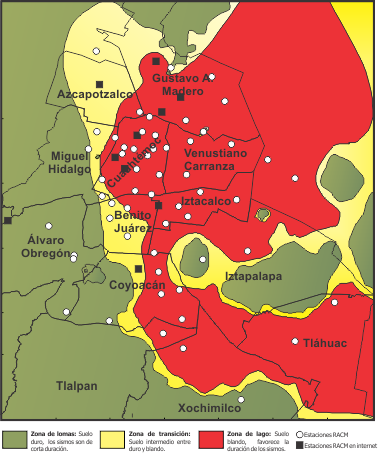 Gustavo A.
Madero
Azcapotzalco
Cuauhtémoc
Miguel
Hidalgo
Venustiano
Carranza
Iztacalco
Benito
Juárez
Álvaro
Obregón
Iztapalapa
Coyoacán
Tláhuac
Tlalpan
Xochimilco
Zona de lomas: Suelo
duro, los sismos son de
corta duración.
Zona de transición: Suelo
Suelo intermedio entre
duro y blando.
Zona de lago: Suelo
blando, favorece la
duración de los sismos.
Estaciones RACM
Estaciones RACM en internet